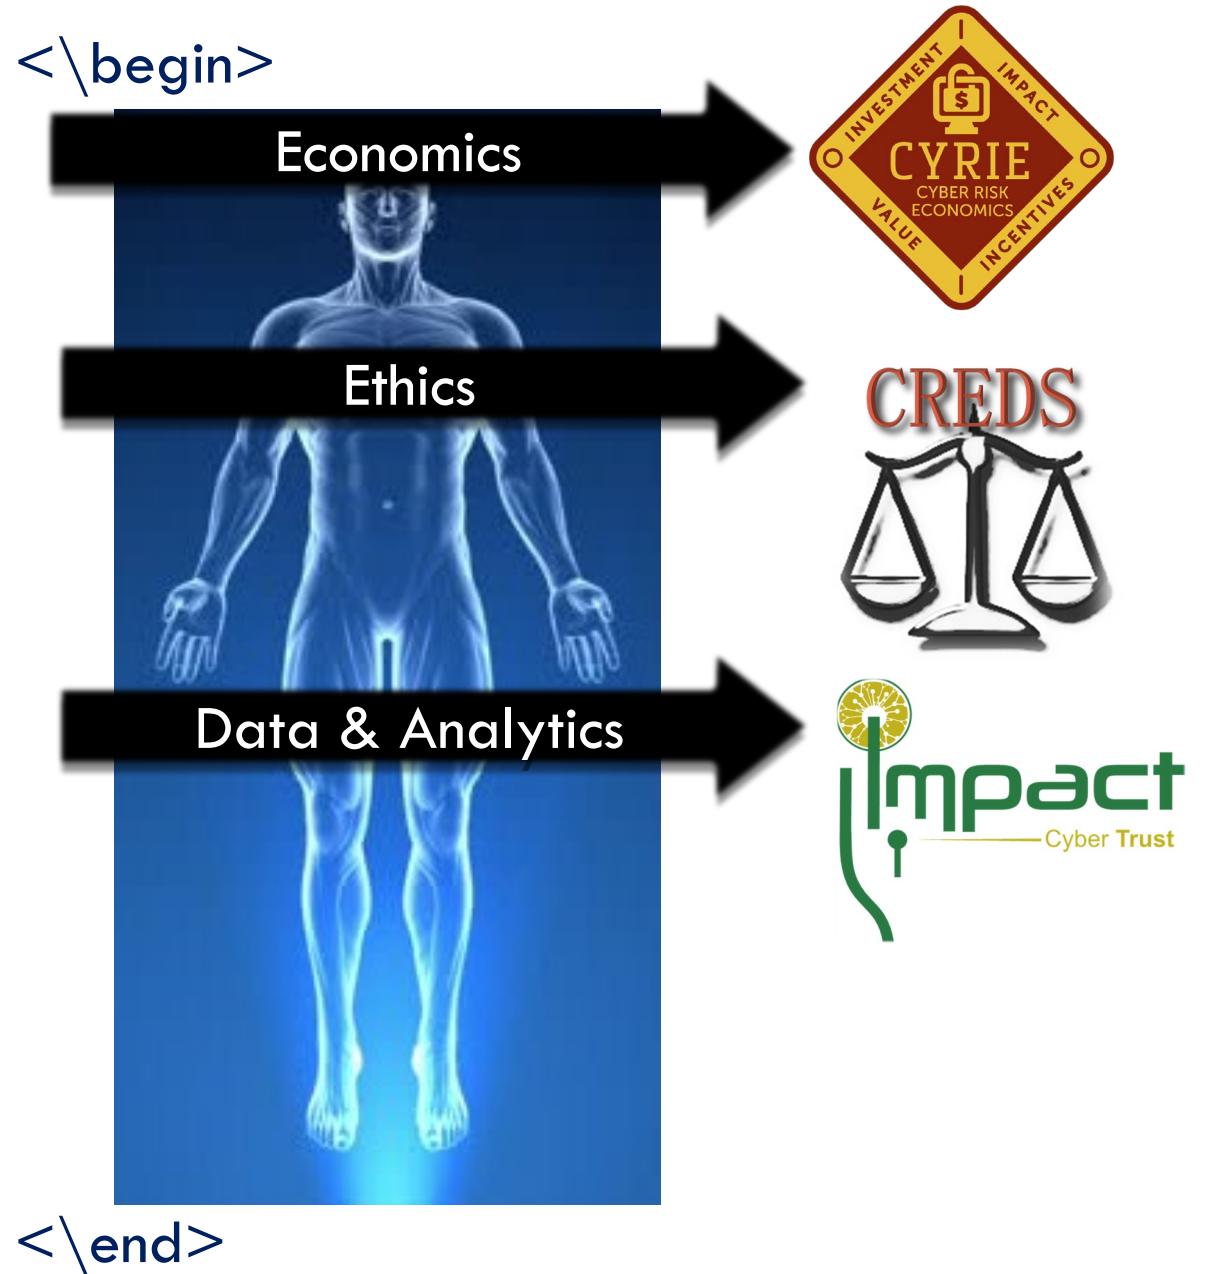 <\begin>
Economics
INVESTMENT
IMPACT
$
CYRIE
CYBER RISK
ECONOMICS
VALUE
INCENTIVES
Ethics
CREDS
Data & Analytics
Impact
Cyber Trust
<\end>